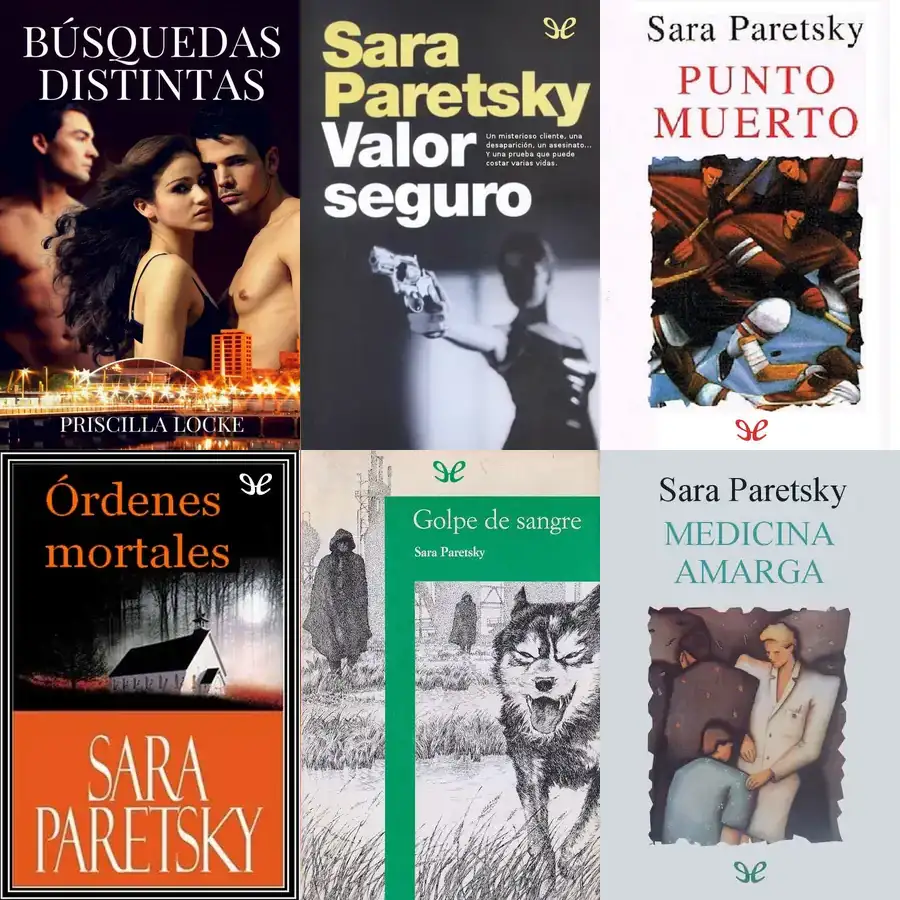 BÚSQUEDAS
DISTINTAS
PRISCILLA LOCKE
Sara
Paretsky
Valor
seguro
Un misterioso cliente, una
desaparición, un asesinato...
Y una prueba que puede
costar varias vidas.
Sara Paretsky
PUNTO
MUERTO
Órdenes
mortales
SARA
PARETSKY
Golpe de sangre
Sara Paretsky
Sara Paretsky
MEDICINA
AMARGA